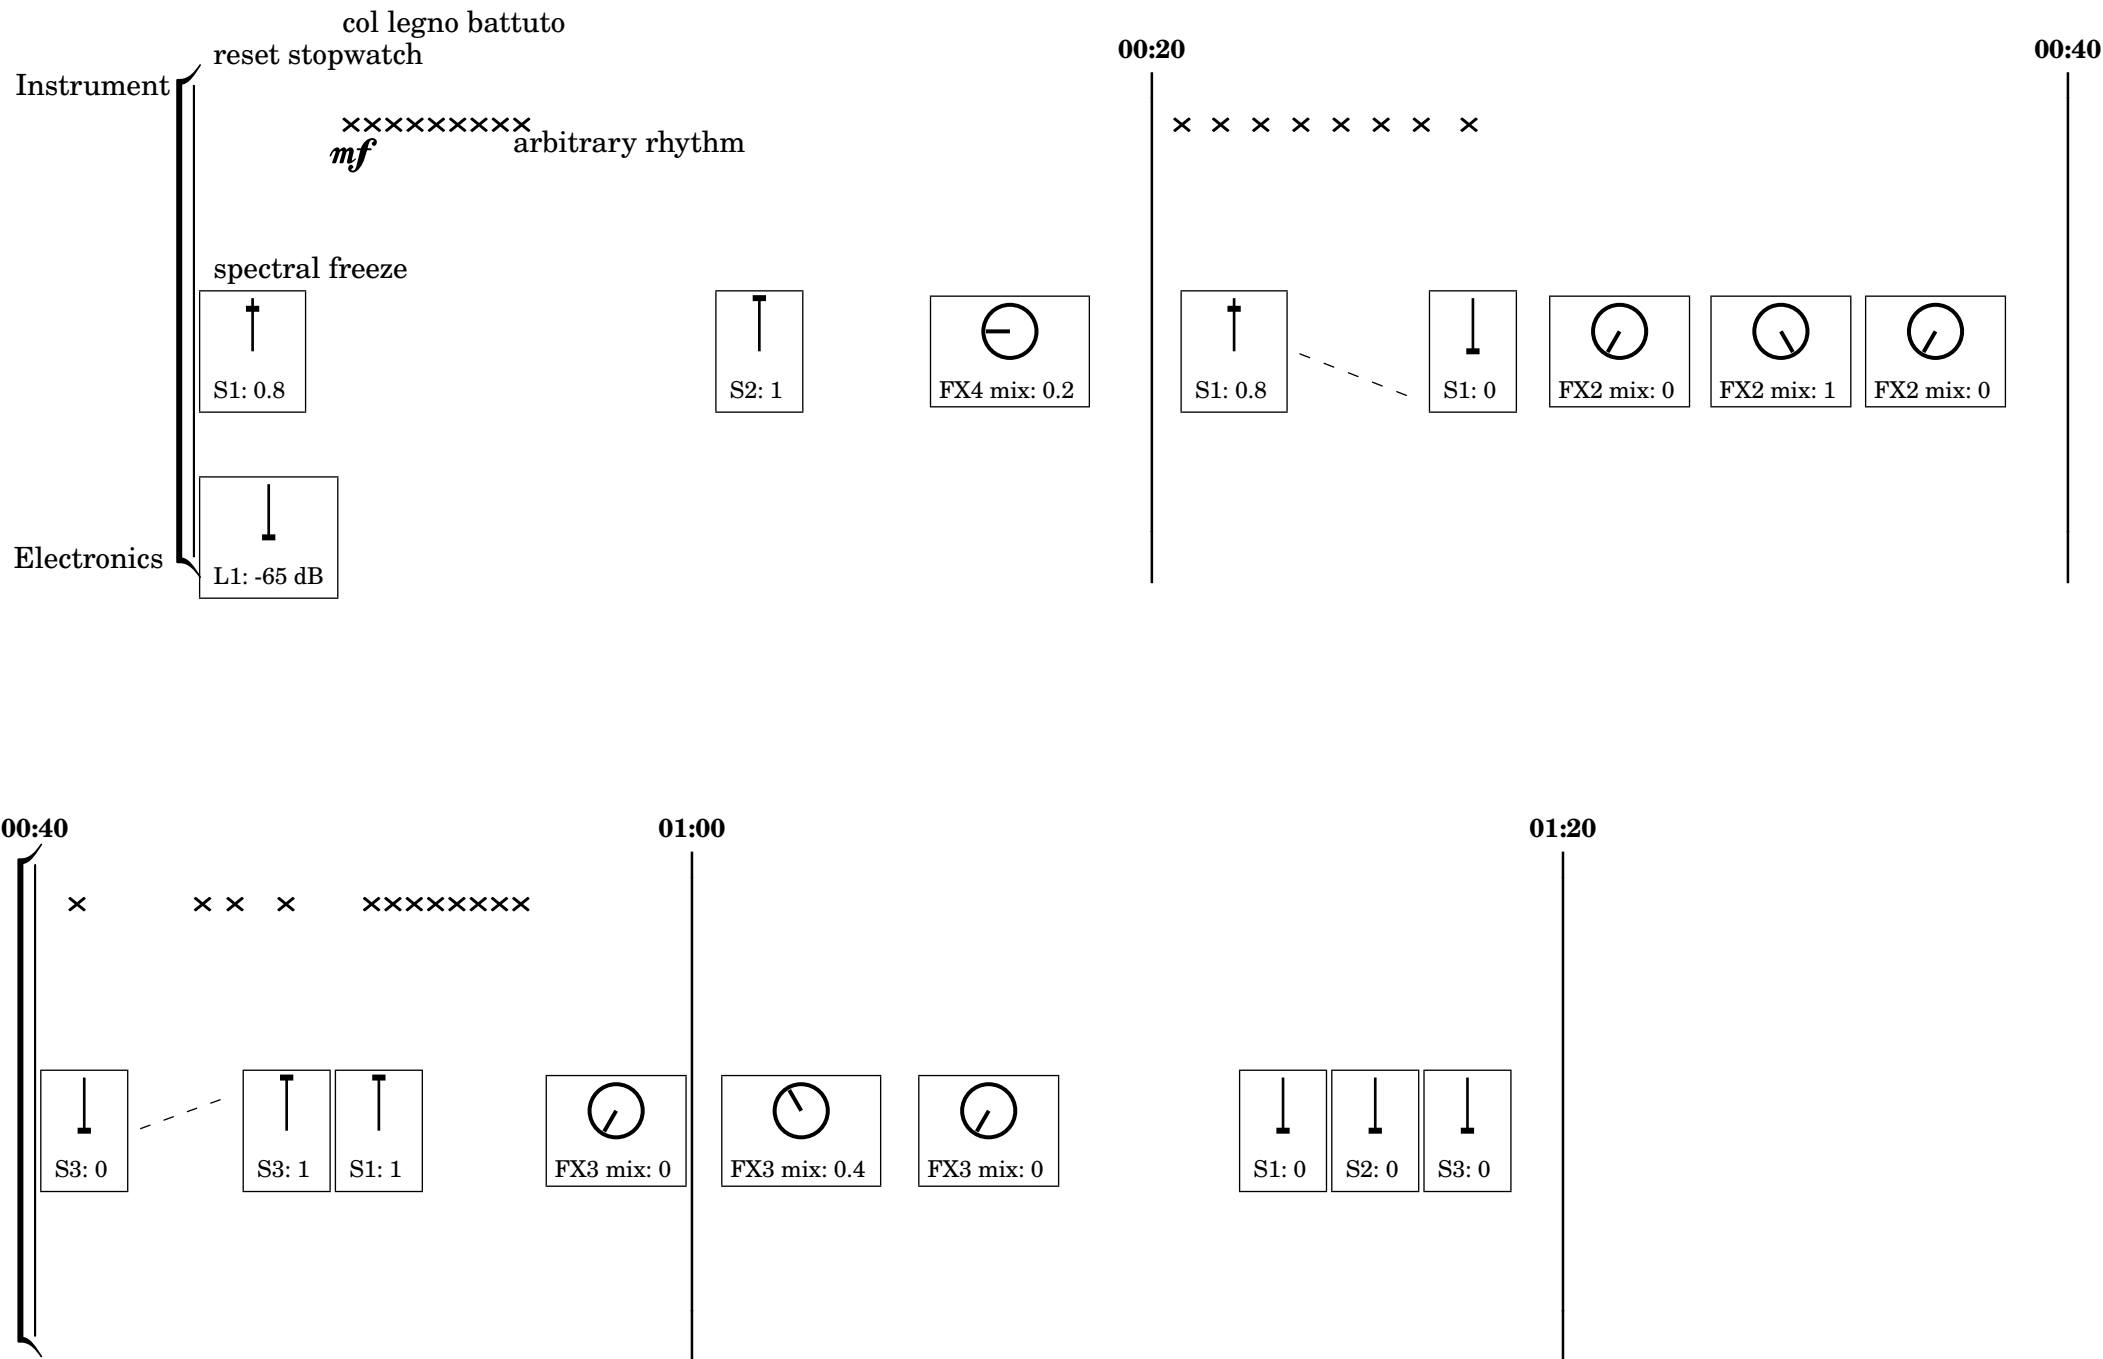 col legno battuto
reset stopwatch
00:20
00:40
Instrument
mf
arbitrary rhythm
spectral freeze
S1: 0.8
S2: 1
FX4 mix: 0.2
S1: 0.8
S1: 0
FX2 mix: 0
FX2 mix: 1
FX2 mix: 0
Electronics
L1: -65 dB
00:40
01:00
01:20
S3: 0
S3: 1
S1: 1
FX3 mix: 0
FX3 mix: 0.4
FX3 mix: 0
S1: 0
S2: 0
S3: 0